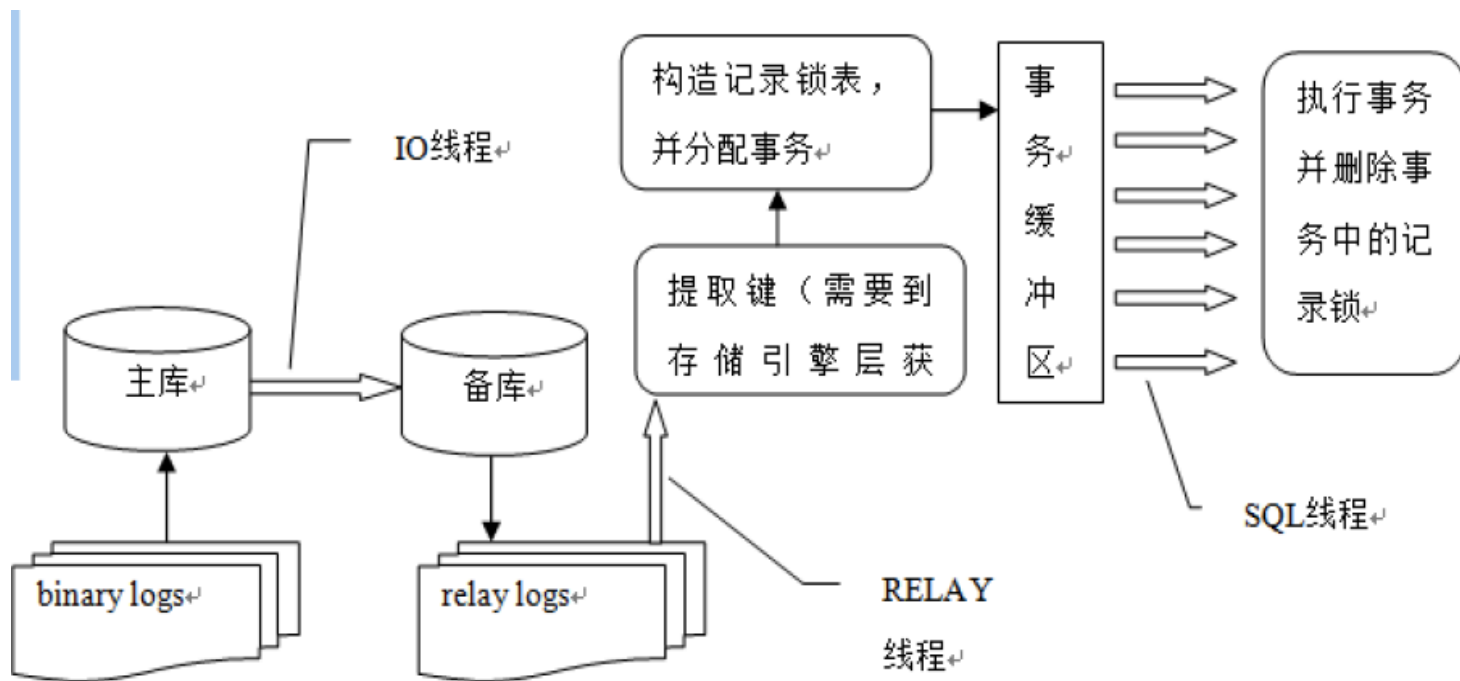 构造记录锁表，
并分配事务
事
务
缓
冲
区
执行事务
并删除事
务中的记
录锁
IO线程
提取键（需要到
存储引擎层获
主库
备库
SQL线程
binary logs
relay logs
RELAY
线程